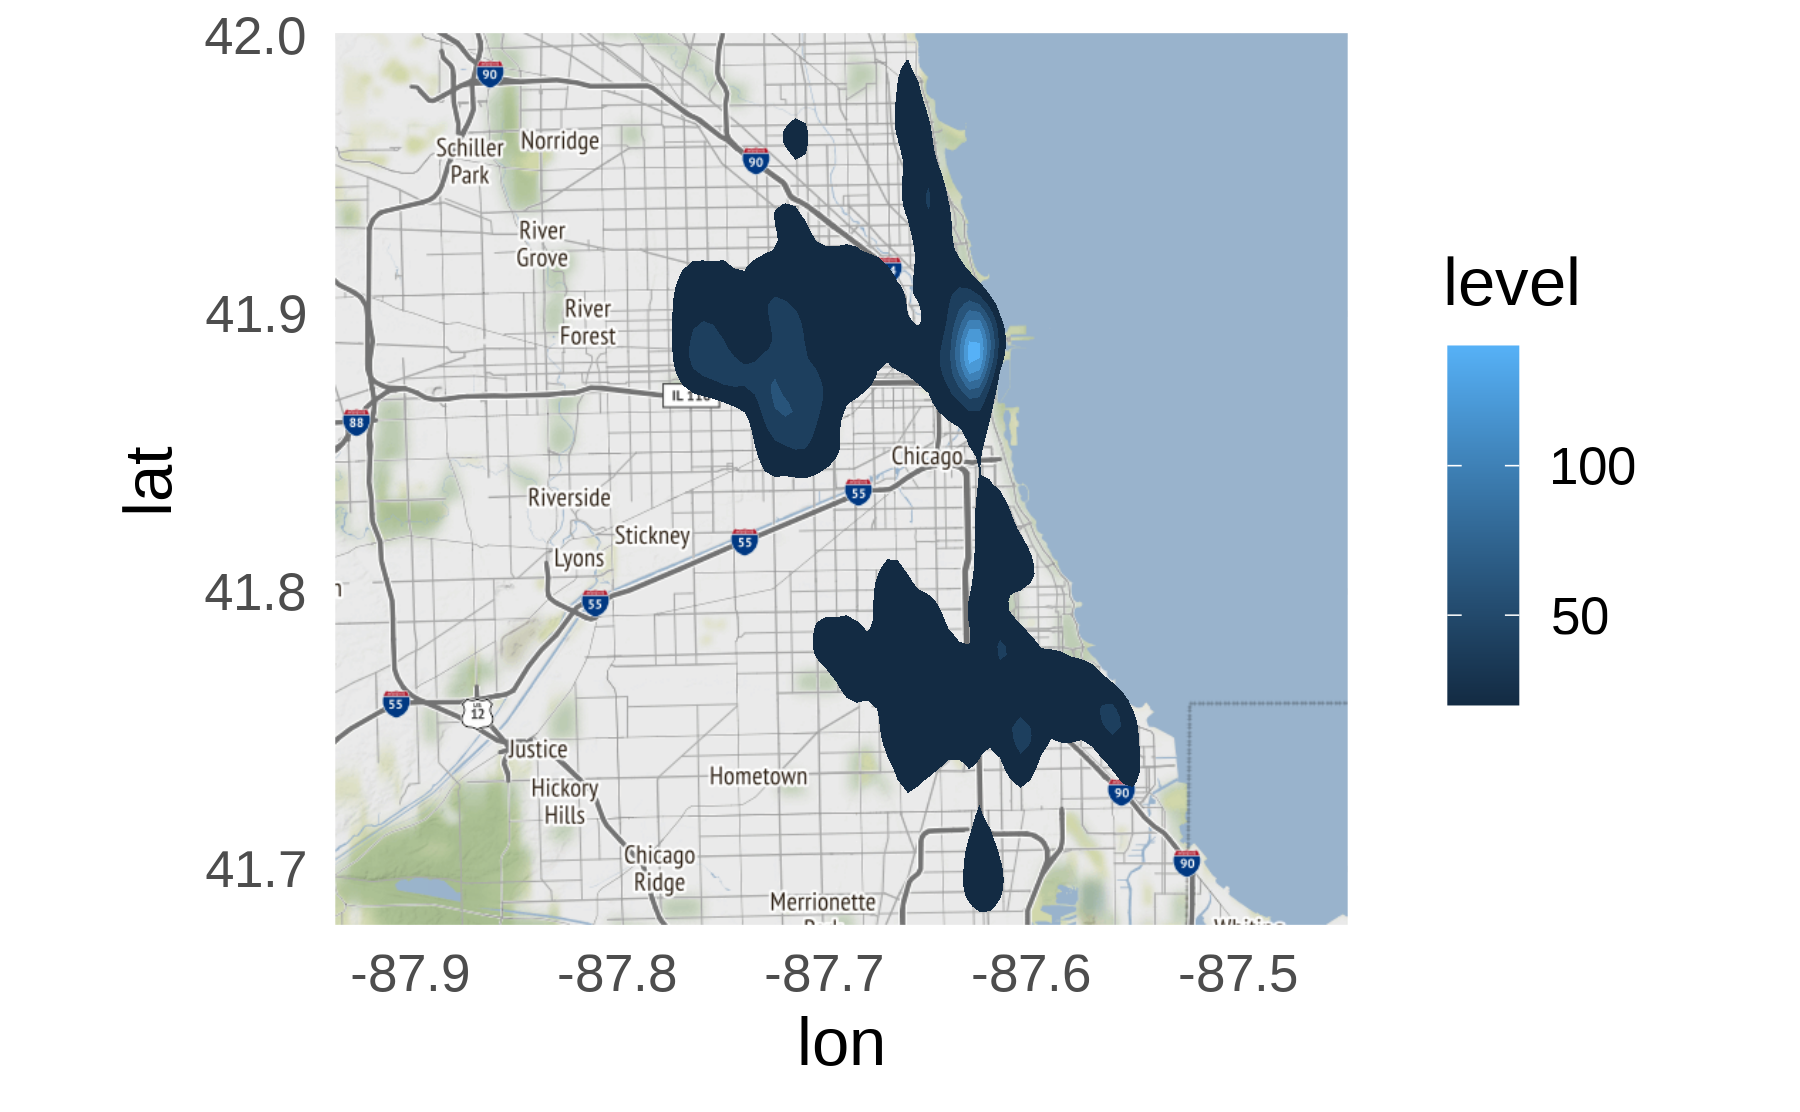 42.0
41.9
41.8
41.7
lat
90
Schiller
Park
Norridge
90
River
Grove
River
Forest
88
Chicago
55
Riverside
Stickney
55
Lyons
55
55
12
Justice
Hometown
Hickory
Hills
90
Chicago
Ridge
90
Merrionette
-87.9
-87.8
-87.7
-87.6
-87.5
lon
level
100
50